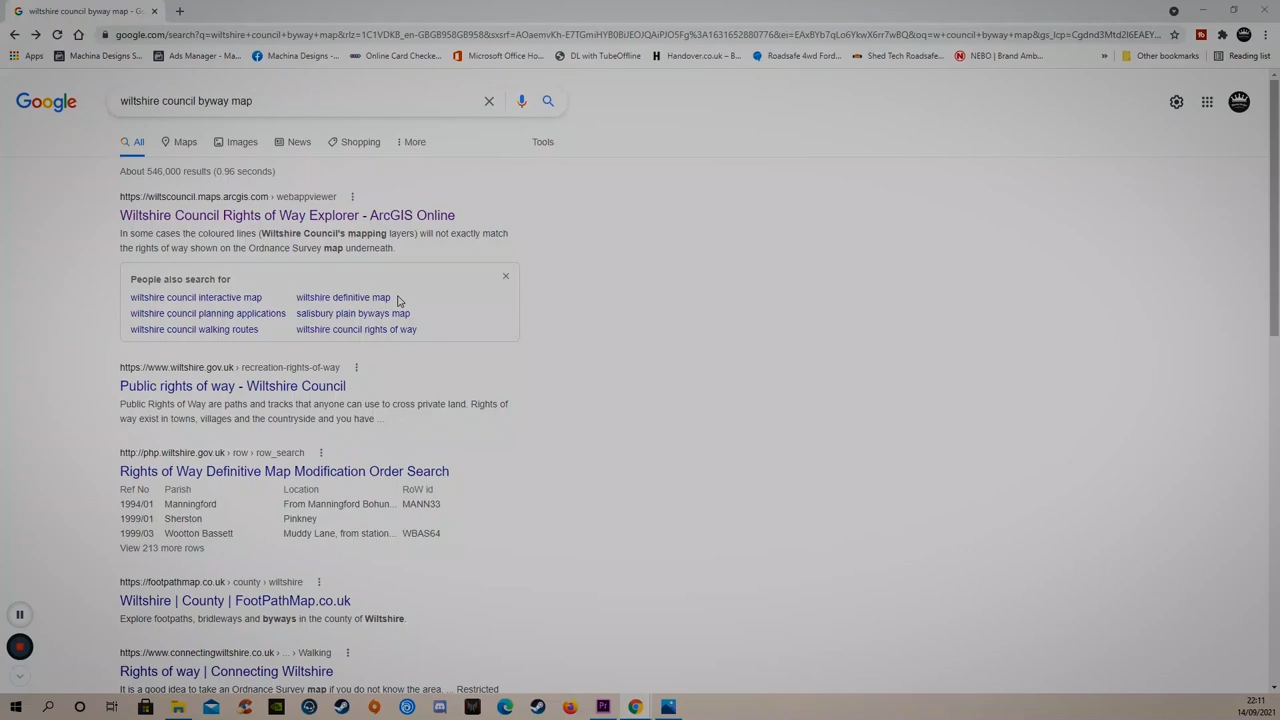 wiltshire council byway map - G
google.com/search?q=wiltshire+council+byway+map&rlz=1C1VDKB_en-GBGB958GB958&sxsrf=
Apps Machina Designs S... Ads Manager - Ma... Machina Designs -... Online Card Checke... Microsoft Office Ho... DL with TubeOffline Handover.co.uk – B... Roadsafe 4wd Ford... Shed Tech Roadsafe... NEBO | Brand Amb... » Other bookmarks Reading list
Google
wiltshire council byway map
All Maps Images News Shopping More Tools
About 546,000 results (0.96 seconds)
https://wiltscouncil.maps.arcgis.com › webappviewer
Wiltshire Council Rights of Way Explorer - ArcGIS Online
In some cases the coloured lines (Wiltshire Council's mapping layers) will not exactly match
the rights of way shown on the Ordnance Survey map underneath.
People also search for
wiltshire council interactive map wiltshire definitive map
wiltshire council planning applications salisbury plain byways map
wiltshire council walking routes wiltshire council rights of way
https://www.wiltshire.gov.uk › recreation-rights-of-way
Public rights of way - Wiltshire Council
Public Rights of Way are paths and tracks that anyone can use to cross private land. Rights of
way exist in towns, villages and the countryside and you have ...
http://php.wiltshire.gov.uk › row › row_search
Rights of Way Definitive Map Modification Order Search
Ref No Parish Location RoW id
1994/01 Manningford From Manningford Bohun... MANN33
1999/01 Sherston Pinkney
1999/03 Wootton Bassett Muddy Lane, from station... WBAS64
View 213 more rows
https://footpathmap.co.uk › county › wiltshire
Wiltshire | County | FootPathMap.co.uk
Explore footpaths, bridleways and byways in the county of Wiltshire.
https://www.connectingwiltshire.co.uk › ... › Walking
Rights of way | Connecting Wiltshire
It is a good idea to take an Ordnance Survey map if you do not know the area. ... Restricted
22:11
14/09/2021